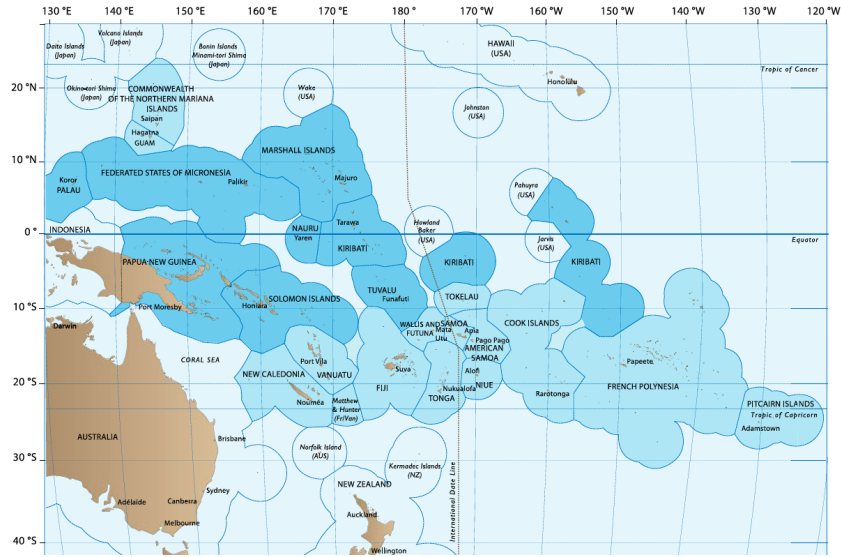 130°E 140°E 150°E 160°E 170°E 180° 170°W 160°W 150°W 140°W 130°W 120°W
Volcano Islands
(Japan)
Daito Islands
(Japan)
Bonin Islands
Minami-tori Shima
(Japan)
HAWAII
(USA)
Tropic of Cancer
Honolulu
20°N
Okino-tori Shima
(Japan)
COMMONWEALTH
OF THE NORTHERN MARIANA
ISLANDS
Saipan
Hagatna
GUAM
Wake
(USA)
Johnston
(USA)
10°N
MARSHALL ISLANDS
Majuro
FEDERATED STATES OF MICRONESIA
Palikir
Koror
PALAU
Palmyra
(USA)
Howland
Baker
(USA)
Jarvis
(USA)
0°
INDONESIA
NAURU
Yaren
Tarawa
KIRIBATI
KIRIBATI
KIRIBATI
Equator
PAPUA-NEW GUINEA
Port Moresby
SOLOMON ISLANDS
Honiara
TUVALU
Funafuti
TOKELAU
10°S
Darwin
WALLIS AND
FUTUNA
Mata
Utu
SAMOA
Apia
Pago Pago
AMERICAN
SAMOA
COOK ISLANDS
CORAL SEA
Port Vila
VANUATU
NEW CALEDONIA
Nouméa
Matthew
& Hunter
(Fr/Van)
Suva
FIJI
Alofi
NIUE
Nukualofa
TONGA
Rarotonga
Papeete
FRENCH POLYNESIA
20°S
PITCAIRN ISLANDS
Tropic of Capricorn
Adamstown
AUSTRALIA
Brisbane
Norfolk Island
(AUS)
Kermadec Islands
(NZ)
30°S
Sydney
Adélaide
Canberra
Melbourne
NEW ZEALAND
Auckland
Wellington
International Date Line
40°S